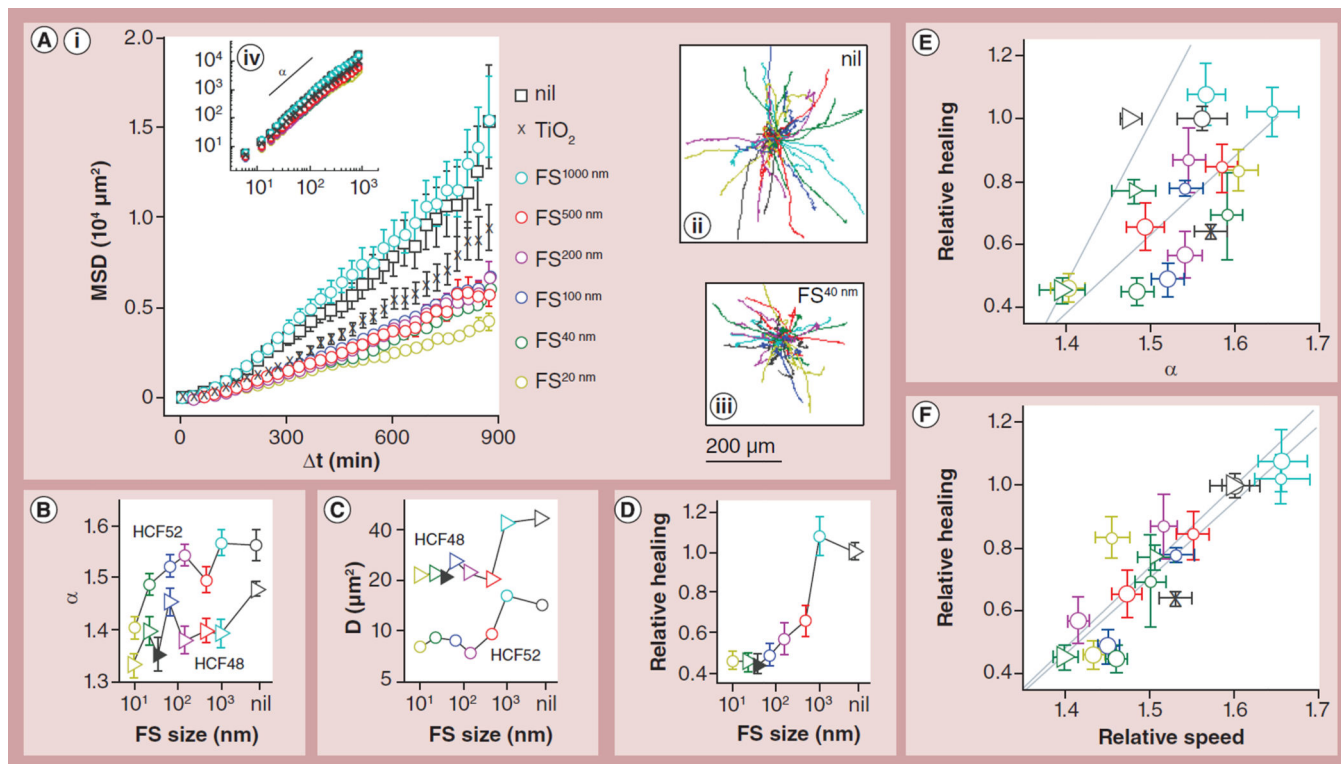 A i
2.0
1.5
1.0
0.5
0
MSD (10⁴ µm²)
0 300 600 900
Δt (min)
iv
10⁴
10³
10²
10¹
10¹ 10² 10³
α
nil
TiO₂
FS¹⁰⁰⁰ ⁿᵐ
FS⁵⁰⁰ ⁿᵐ
FS²⁰⁰ ⁿᵐ
FS¹⁰⁰ ⁿᵐ
FS⁴⁰ ⁿᵐ
FS²⁰ ⁿᵐ
nil
ii
FS⁴⁰ ⁿᵐ
iii
200 µm
B
1.6
1.5
1.4
1.3
α
HCF52
HCF48
10¹ 10² 10³ nil
FS size (nm)
C
40
20
10
5
D (µm²)
HCF48
HCF52
10¹ 10² 10³ nil
FS size (nm)
D
1.2
1.0
0.8
0.6
0.4
Relative healing
10¹ 10² 10³ nil
FS size (nm)
E
1.2
1.0
0.8
0.6
0.4
Relative healing
1.4 1.5 1.6 1.7
α
F
1.2
1.0
0.8
0.6
0.4
Relative healing
1.4 1.5 1.6 1.7
Relative speed